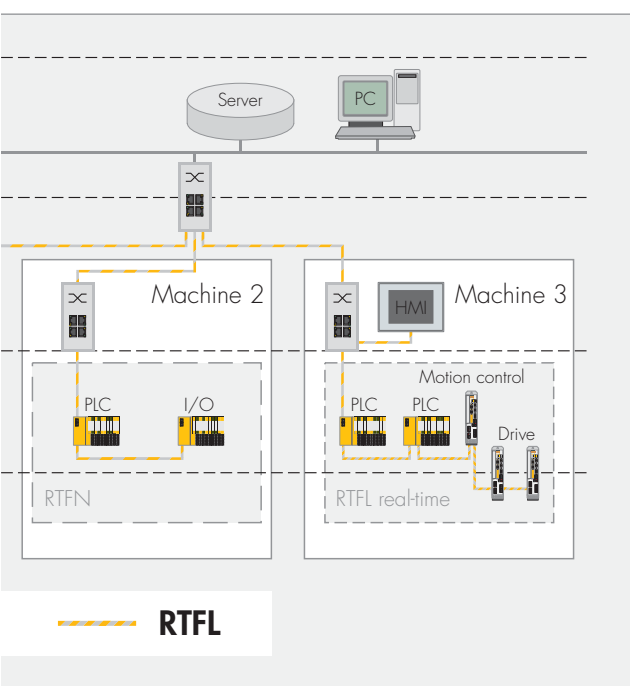 Server
PC
Machine 2
HMI
Machine 3
Motion control
PLC
I/O
PLC
PLC
Drive
RTFN
RTFL real-time
RTFL